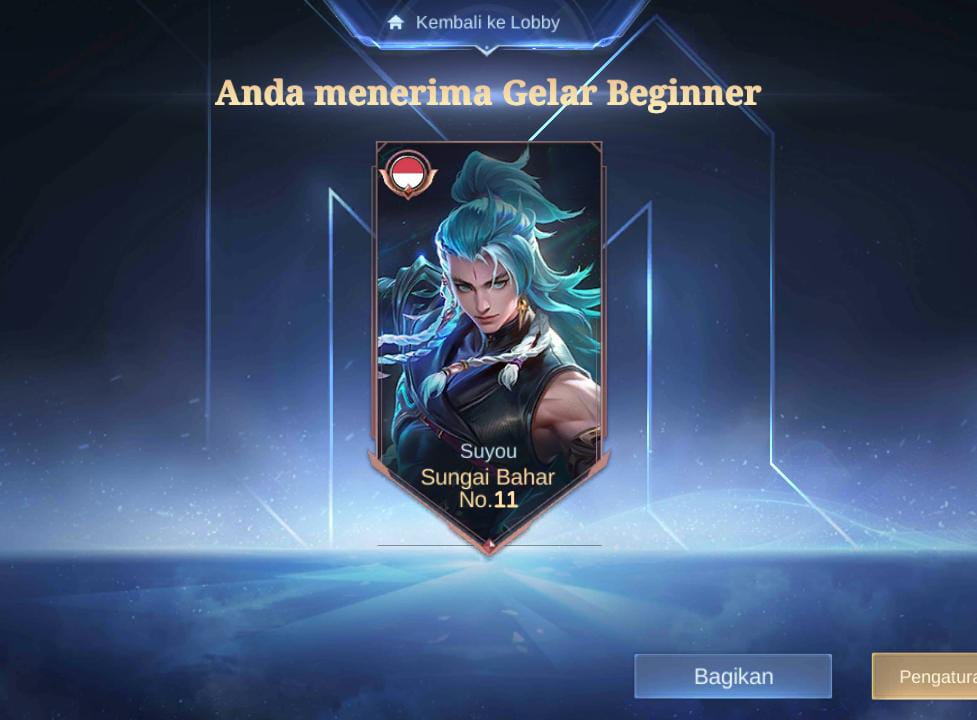 Kembali ke Lobby
Anda menerima Gelar Beginner
Suyou
Sungai Bahar
No.11
Bagikan